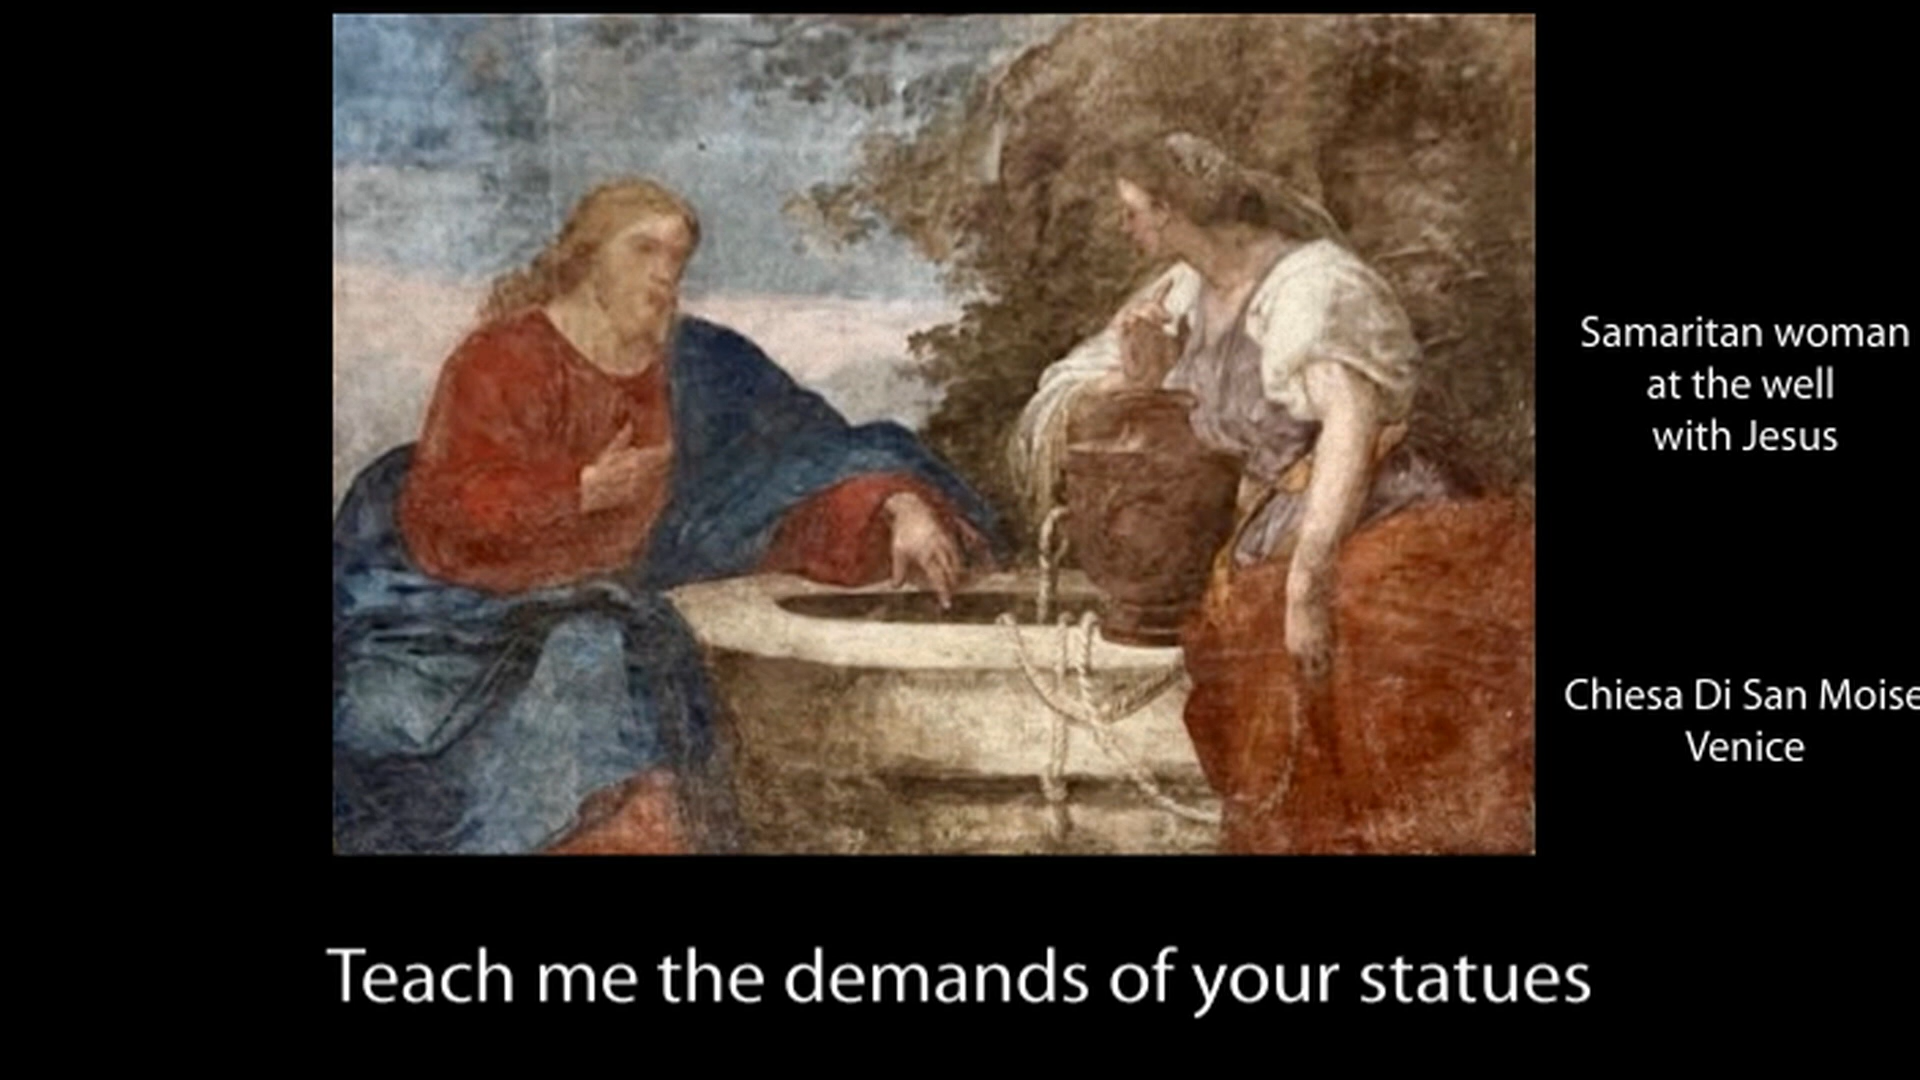 Samaritan woman
at the well
with Jesus
Chiesa Di San Moise
Venice
Teach me the demands of your statues